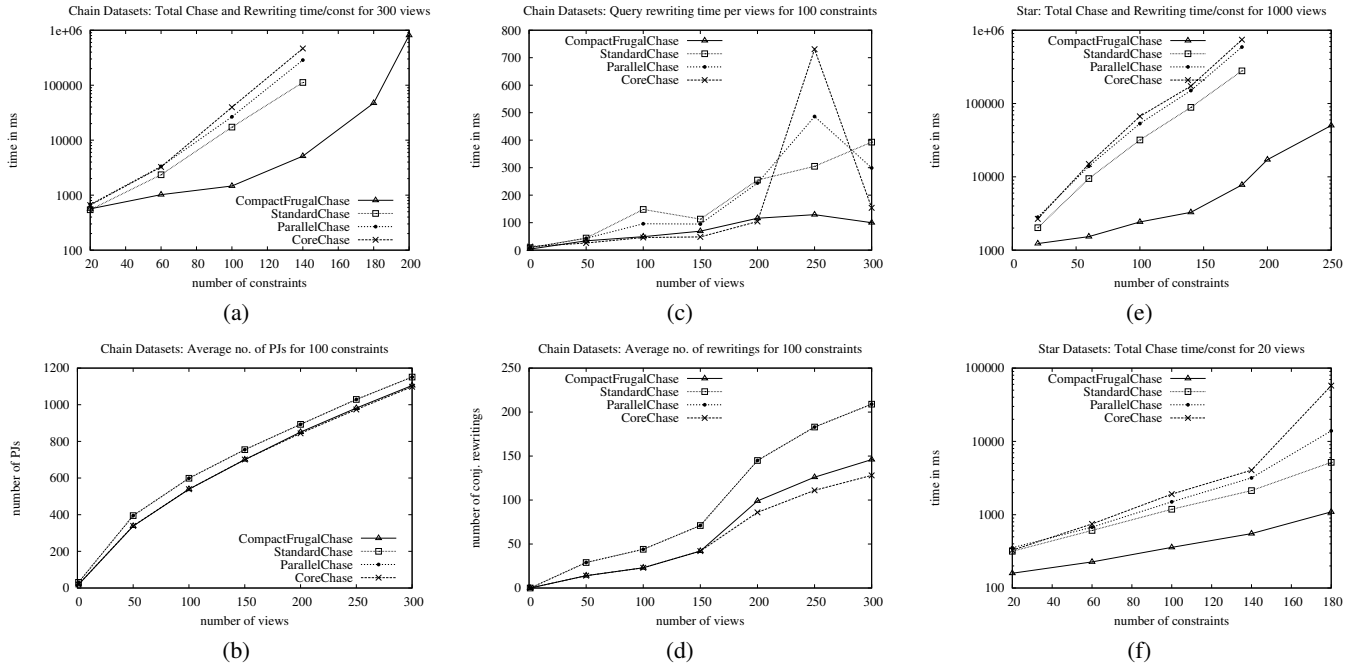 Chain Datasets: Total Chase and Rewriting time/const for 300 views
1e+06
100000
10000
1000
100
time in ms
20 40 60 80 100 120 140 160 180 200
number of constraints
CompactFrugalChase
StandardChase
ParallelChase
CoreChase
(a)
Chain Datasets: Query rewriting time per views for 100 constraints
800
700
600
500
400
300
200
100
0
time in ms
0 50 100 150 200 250 300
number of views
CompactFrugalChase
StandardChase
ParallelChase
CoreChase
(c)
Star: Total Chase and Rewriting time/const for 1000 views
1e+06
100000
10000
1000
time in ms
0 50 100 150 200 250
number of constraints
CompactFrugalChase
StandardChase
ParallelChase
CoreChase
(e)
Chain Datasets: Average no. of PJs for 100 constraints
1200
1000
800
600
400
200
0
number of PJs
0 50 100 150 200 250 300
number of views
CompactFrugalChase
StandardChase
ParallelChase
CoreChase
(b)
Chain Datasets: Average no. of rewritings for 100 constraints
250
200
150
100
50
0
number of conj. rewritings
0 50 100 150 200 250 300
number of views
CompactFrugalChase
StandardChase
ParallelChase
CoreChase
(d)
Star Datasets: Total Chase time/const for 20 views
100000
10000
1000
100
time in ms
20 40 60 80 100 120 140 160 180
number of constraints
CompactFrugalChase
StandardChase
ParallelChase
CoreChase
(f)